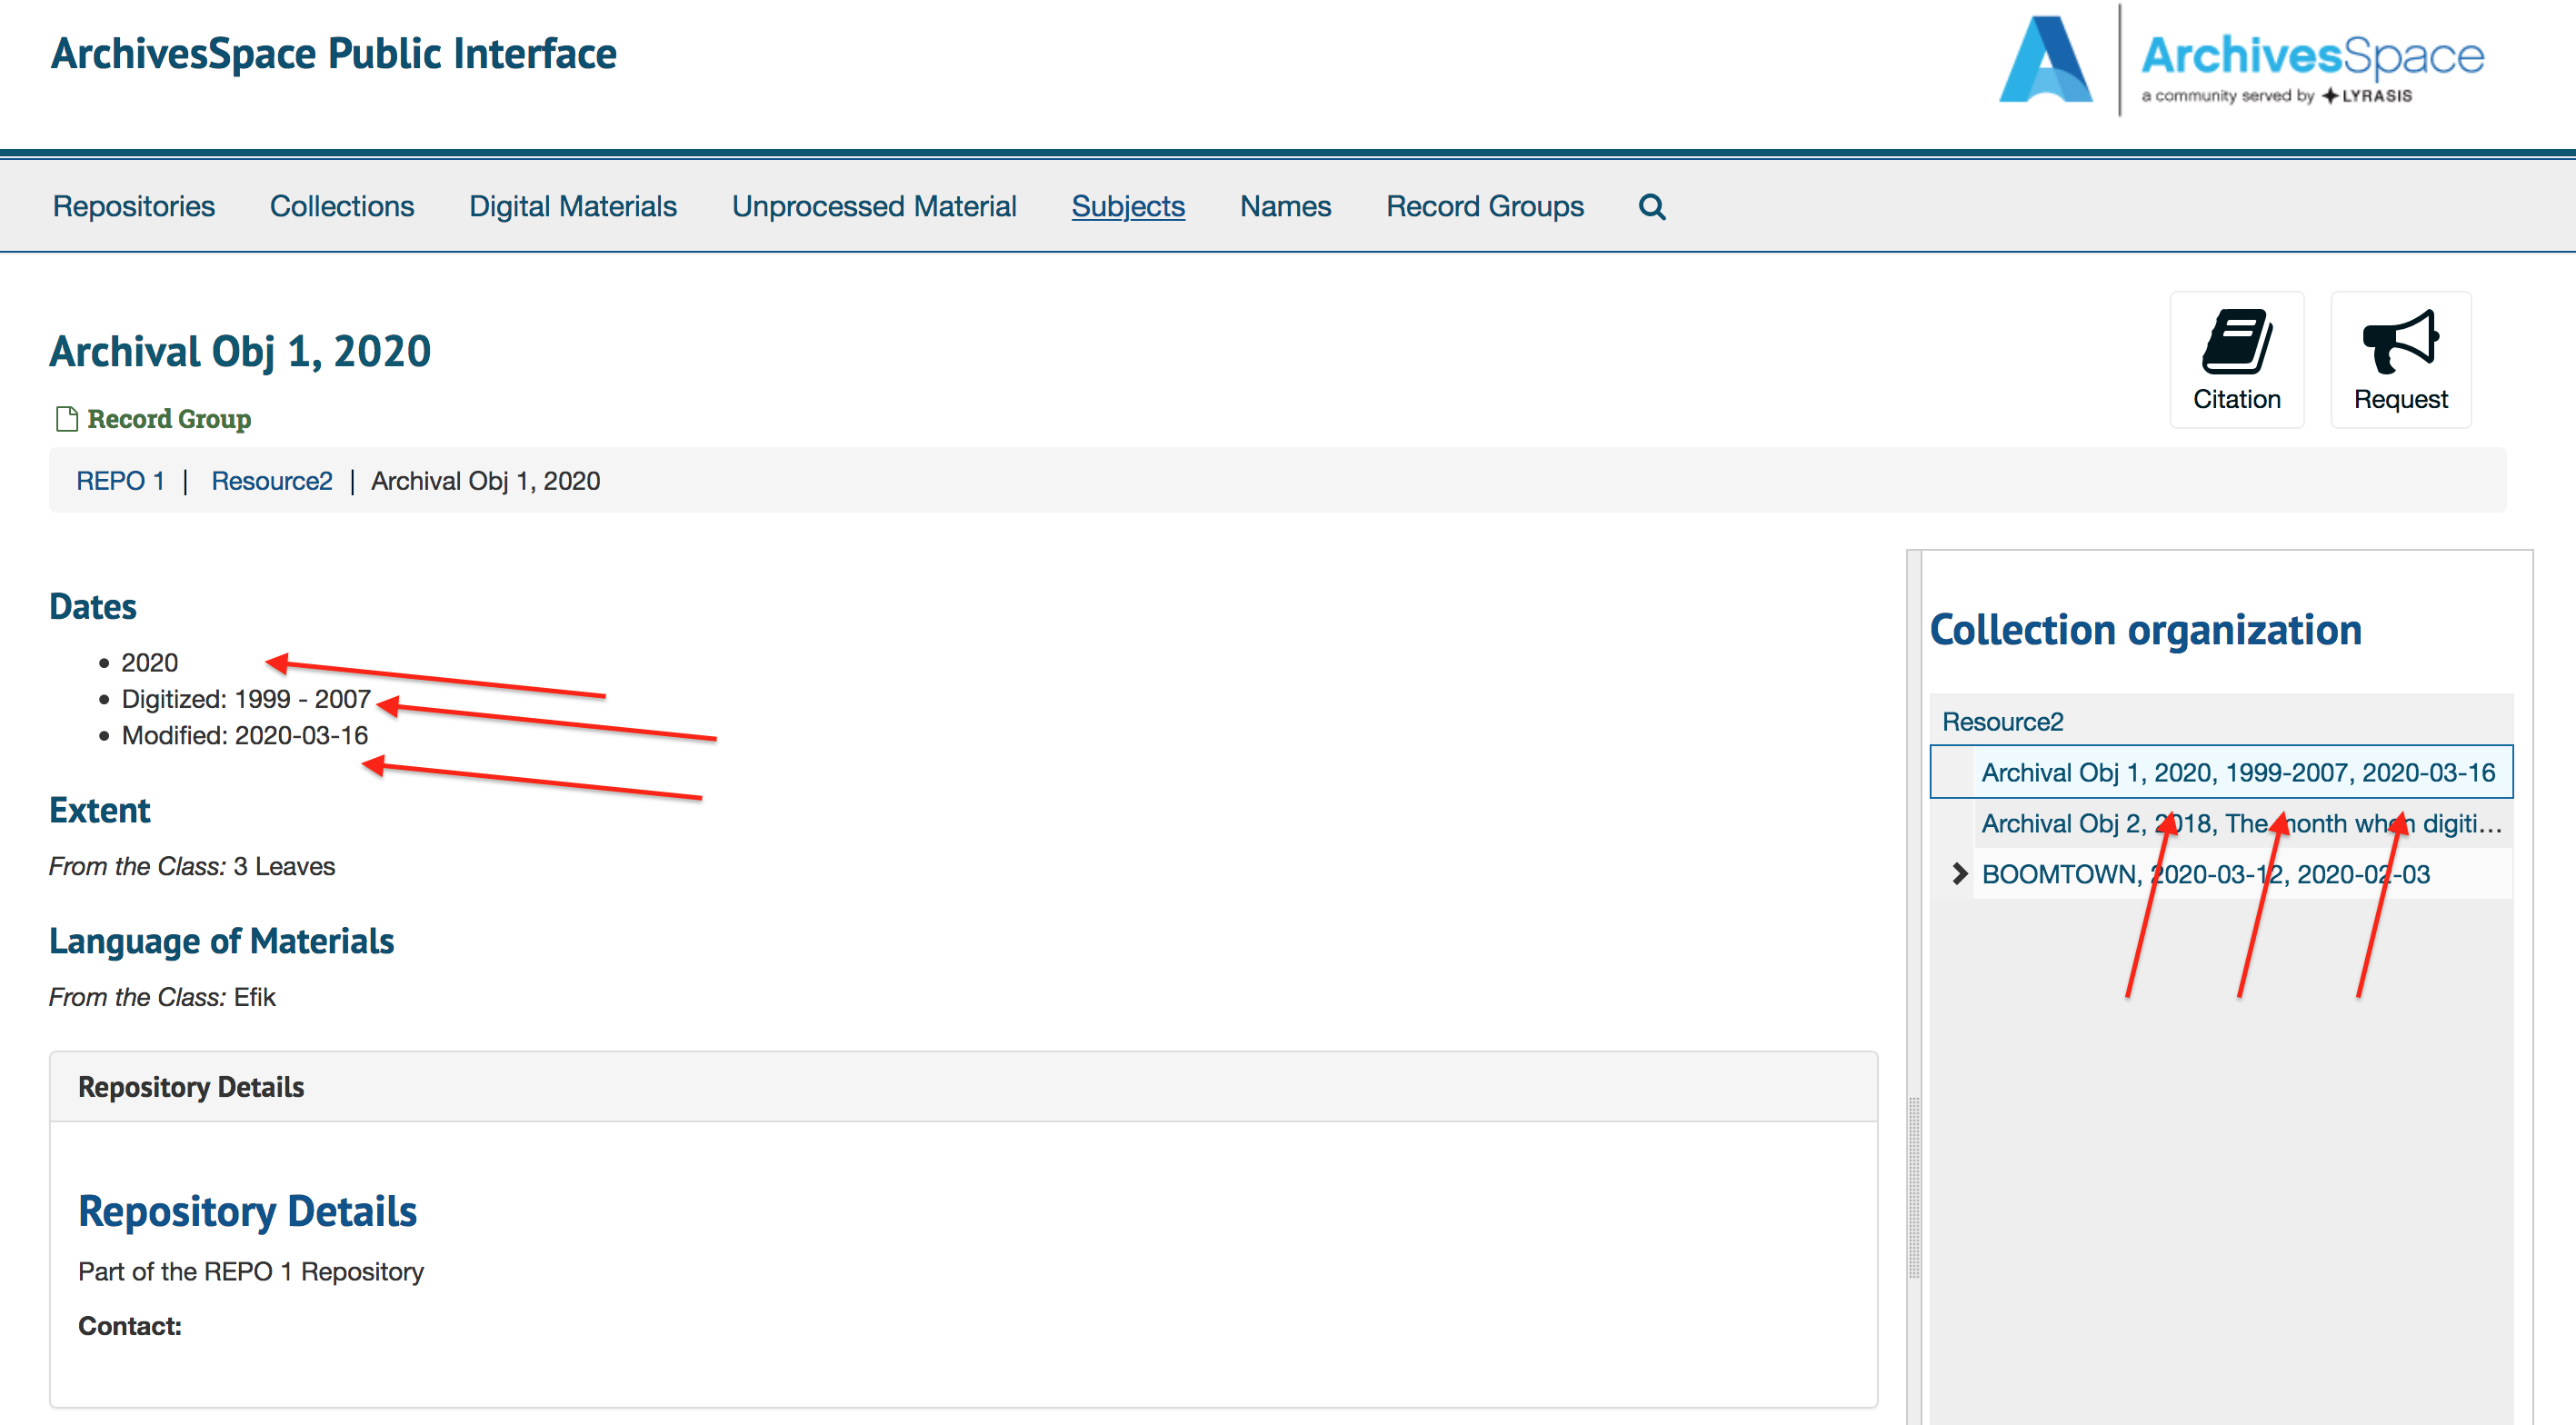 ArchivesSpace Public Interface
ArchivesSpace
a community served by LYRASIS
Repositories Collections Digital Materials Unprocessed Material Subjects Names Record Groups
Archival Obj 1, 2020
Citation Request
Record Group
REPO 1 | Resource2 | Archival Obj 1, 2020
Dates
• 2020
• Digitized: 1999 - 2007
• Modified: 2020-03-16
Extent
From the Class: 3 Leaves
Language of Materials
From the Class: Efik
Repository Details
Repository Details
Part of the REPO 1 Repository
Contact:
Collection organization
Resource2
Archival Obj 1, 2020, 1999-2007, 2020-03-16
Archival Obj 2, 2018, The month when digiti...
BOOMTOWN, 2020-03-12, 2020-02-03